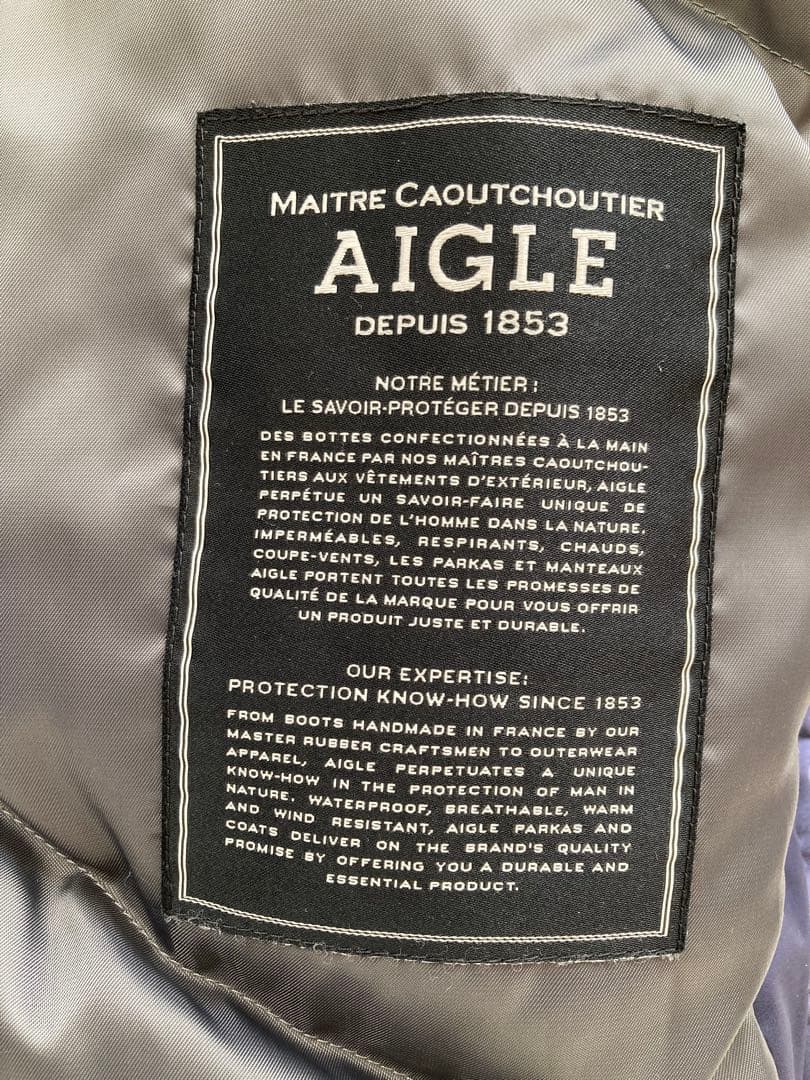 MAITRE CAOUTCHOUTIER
AIGLE
DEPUIS 1853
NOTRE MÉTIER :
LE SAVOIR-PROTÉGER DEPUIS 1853
DES BOTTES CONFECTIONNÉES À LA MAIN
EN FRANCE PAR NOS MAÎTRES CAOUTCHOU-
TIERS AUX VÊTEMENTS D'EXTÉRIEUR, AIGLE
PERPÉTUE UN SAVOIR-FAIRE UNIQUE DE
PROTECTION DE L'HOMME DANS LA NATURE.
IMPERMÉABLES, RESPIRANTS, CHAUDS,
COUPE-VENTS, LES PARKAS ET MANTEAUX
AIGLE PORTENT TOUTES LES PROMESSES DE
QUALITÉ DE LA MARQUE POUR VOUS OFFRIR
UN PRODUIT JUSTE ET DURABLE.
OUR EXPERTISE:
PROTECTION KNOW-HOW SINCE 1853
FROM BOOTS HANDMADE IN FRANCE BY OUR
MASTER RUBBER CRAFTSMEN TO OUTERWEAR
APPAREL, AIGLE PERPETUATES A UNIQUE
KNOW-HOW IN THE PROTECTION OF MAN IN
NATURE. WATERPROOF, BREATHABLE, WARM
AND WIND RESISTANT, AIGLE PARKAS AND
COATS DELIVER ON THE BRAND'S QUALITY
PROMISE BY OFFERING YOU A DURABLE AND
ESSENTIAL PRODUCT.